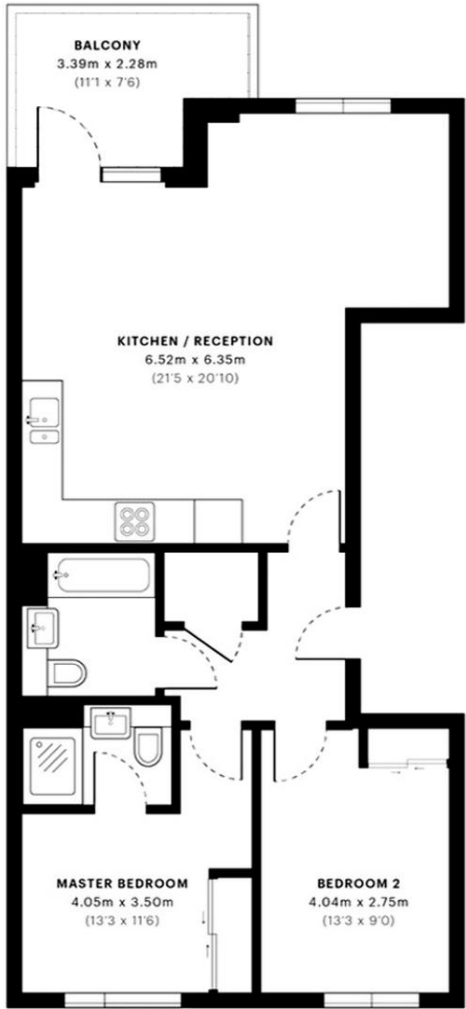 BALCONY
3.39m x 2.28m
(11'1 x 7'6)
KITCHEN / RECEPTION
6.52m x 6.35m
(21'5 x 20'10)
MASTER BEDROOM
4.05m x 3.50m
(13'3 x 11'6)
BEDROOM 2
4.04m x 2.75m
(13'3 x 9'0)